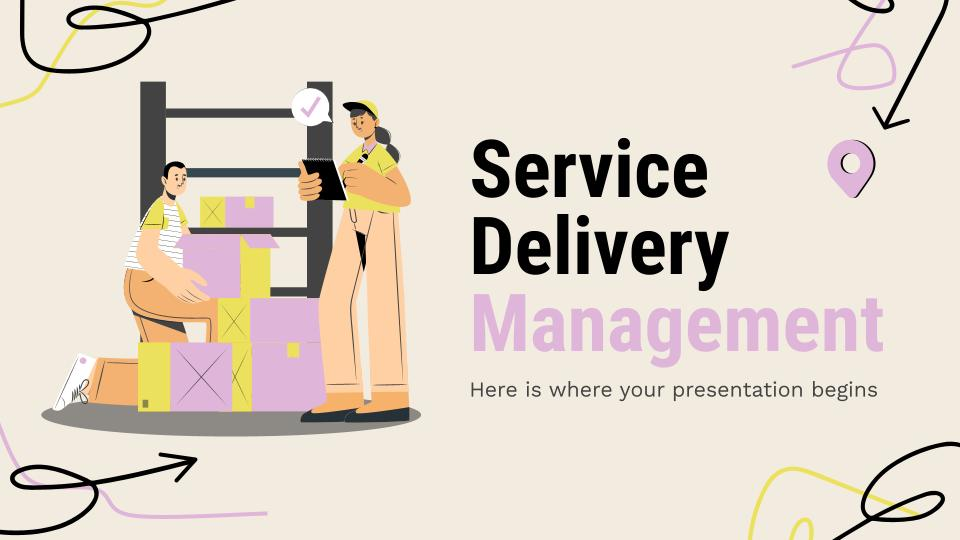 Service
Delivery
Management
Here is where your presentation begins